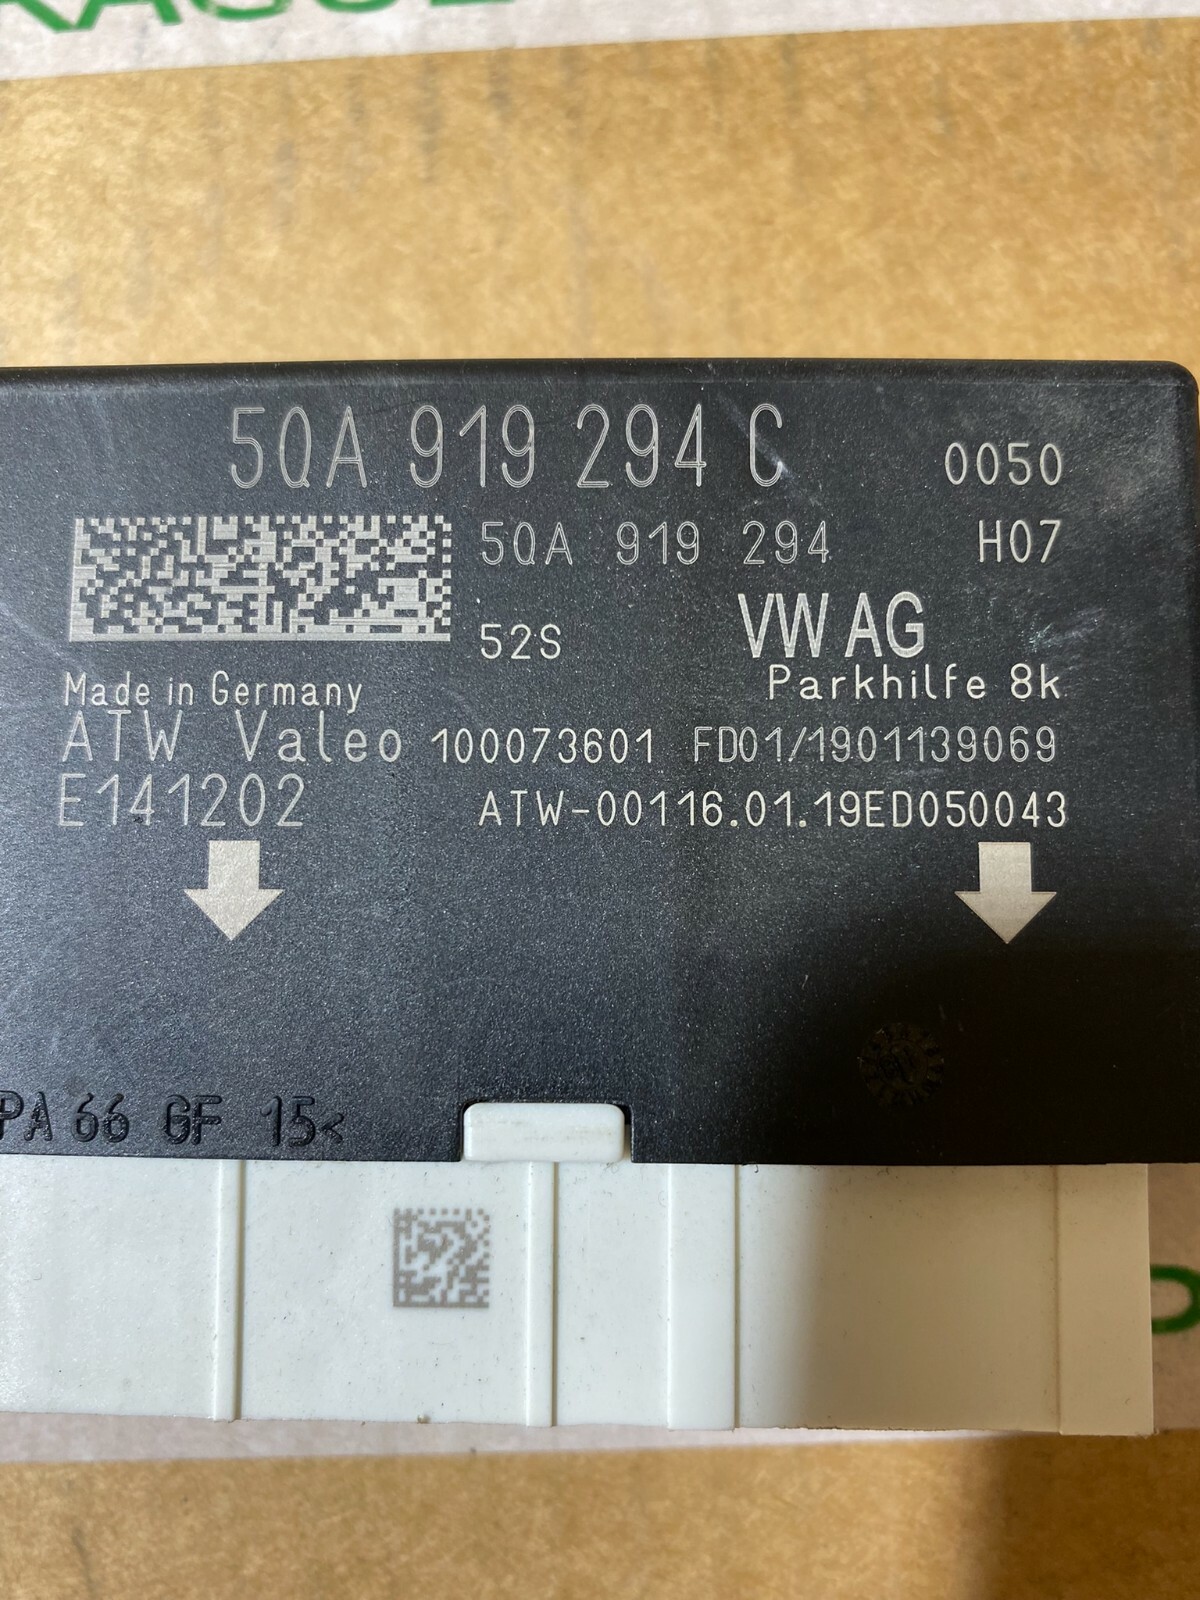 5QA 919 294 C
0050
5QA 919 294
H07
52S
VW AG
Parkhilfe 8k
Made in Germany
ATW Valeo 100073601 FD01/1901139069
E141202
ATW-00116.01.19ED050043
PA 66 GF 15<